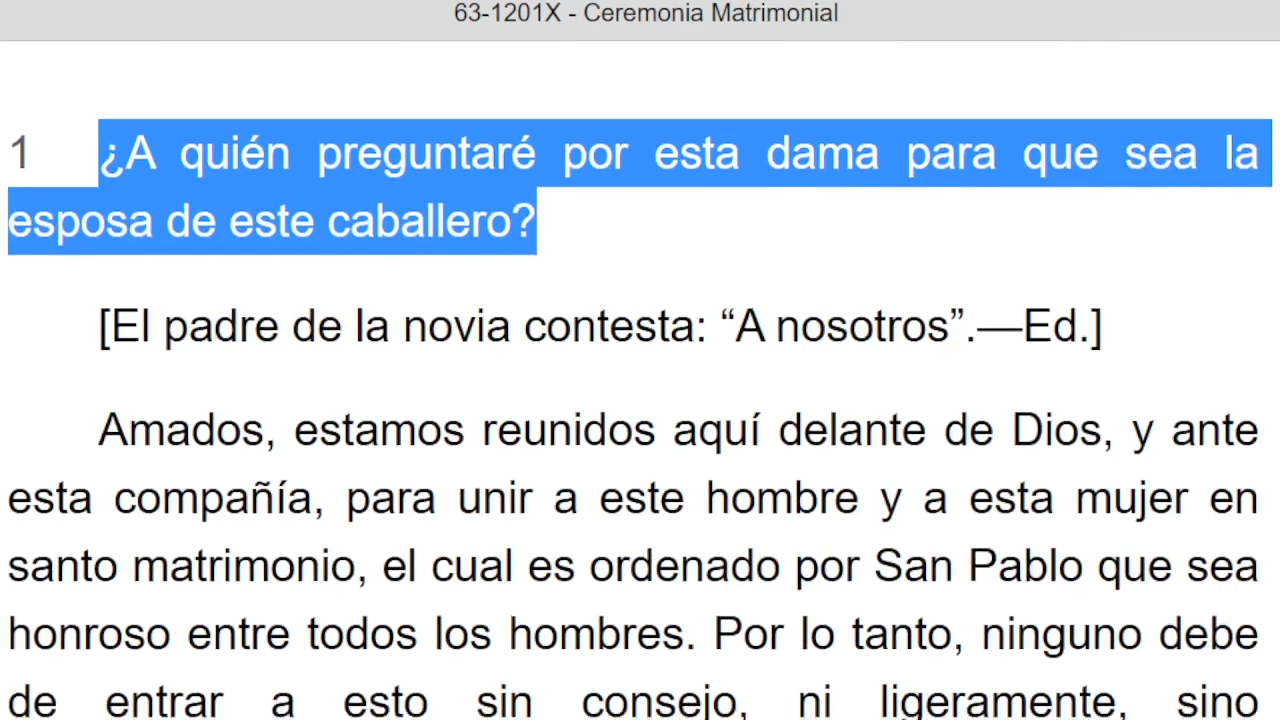 63-1201X - Ceremonia Matrimonial
1 ¿A quién preguntaré por esta dama para que sea la
esposa de este caballero?
[El padre de la novia contesta: “A nosotros”.—Ed.]
Amados, estamos reunidos aquí delante de Dios, y ante
esta compañía, para unir a este hombre y a esta mujer en
santo matrimonio, el cual es ordenado por San Pablo que sea
honroso entre todos los hombres. Por lo tanto, ninguno debe
de entrar a esto sin consejo, ni ligeramente, sino